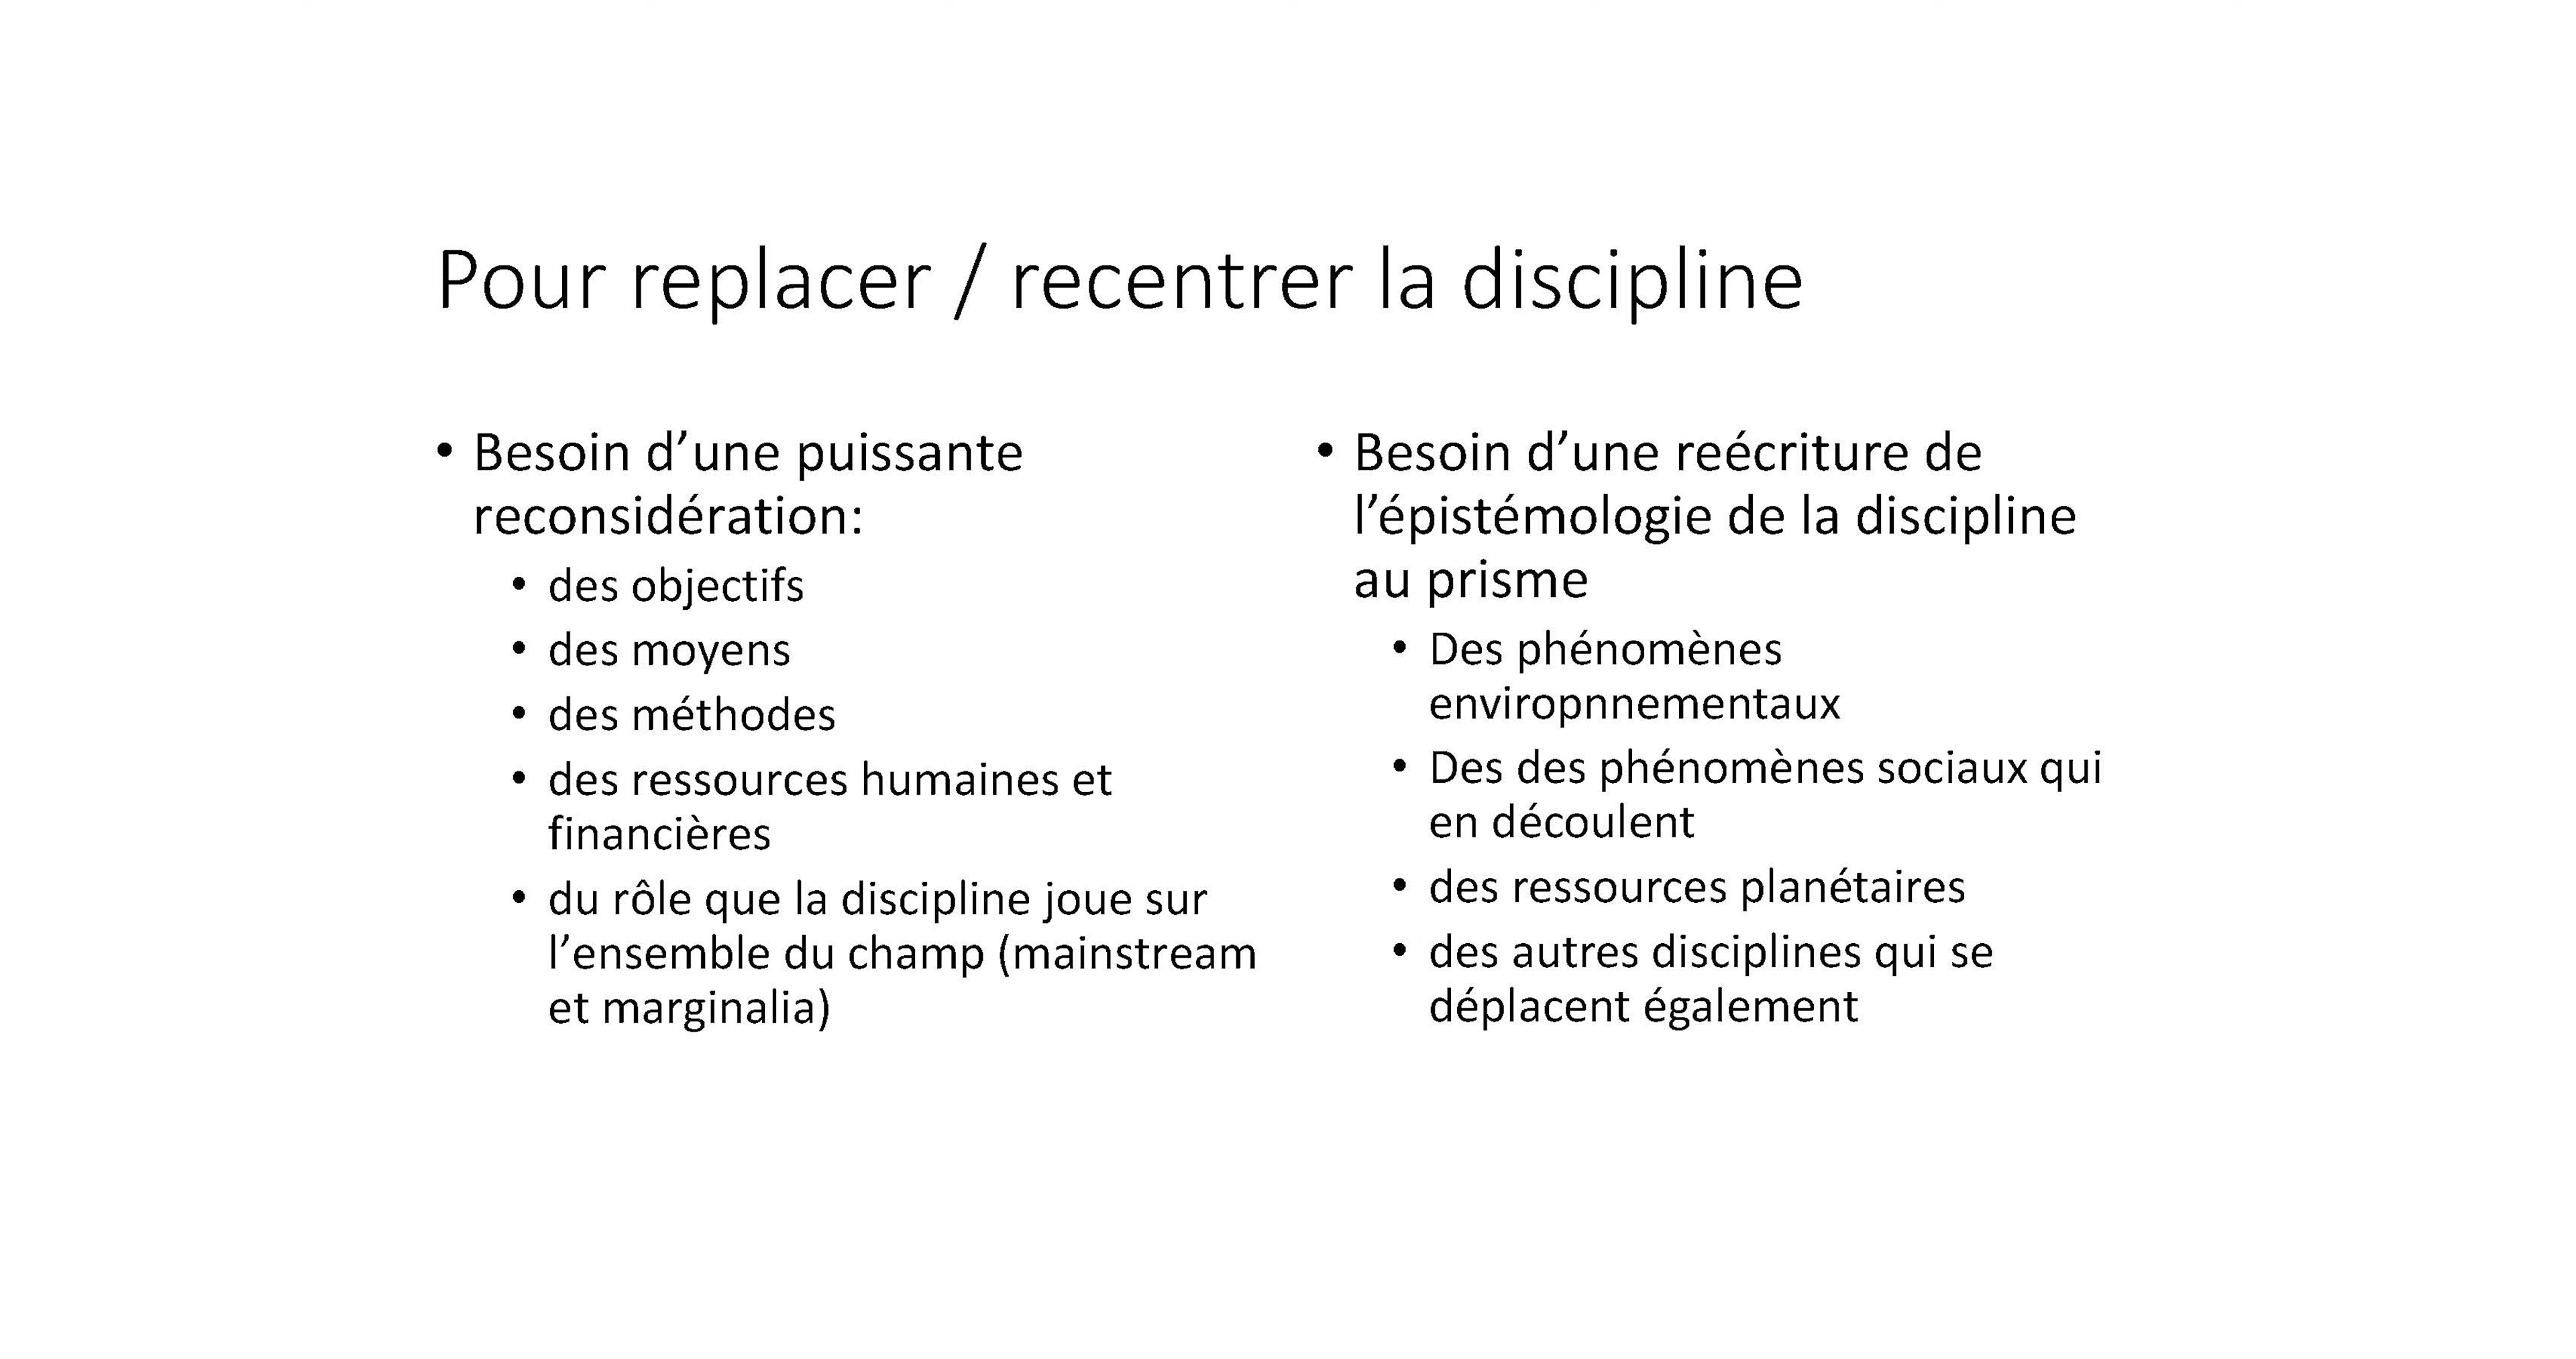 Pour replacer / recentrer la discipline
• Besoin d’une puissante
reconsidération:
• des objectifs
• des moyens
• des méthodes
• des ressources humaines et
financières
• du rôle que la discipline joue sur
l’ensemble du champ (mainstream
et marginalia)
• Besoin d’une reécriture de
l’épistémologie de la discipline
au prisme
• Des phénomènes
enviropnnementaux
• Des des phénomènes sociaux qui
en découlent
• des ressources planétaires
• des autres disciplines qui se
déplacent également